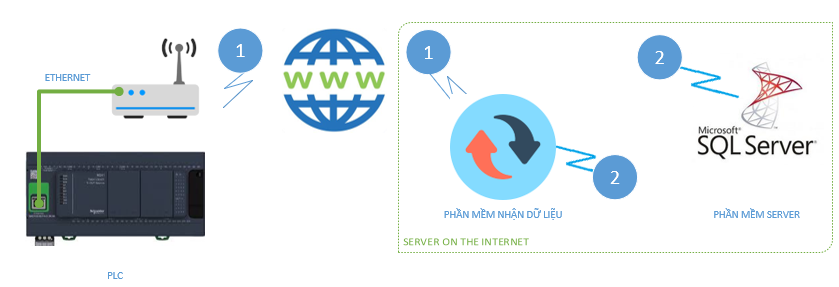 1
1
2
ETHERNET
WWW
Microsoft®
SQL Server®
2
PHẦN MỀM NHẬN DỮ LIỆU
PHẦN MỀM SERVER
SERVER ON THE INTERNET
PLC